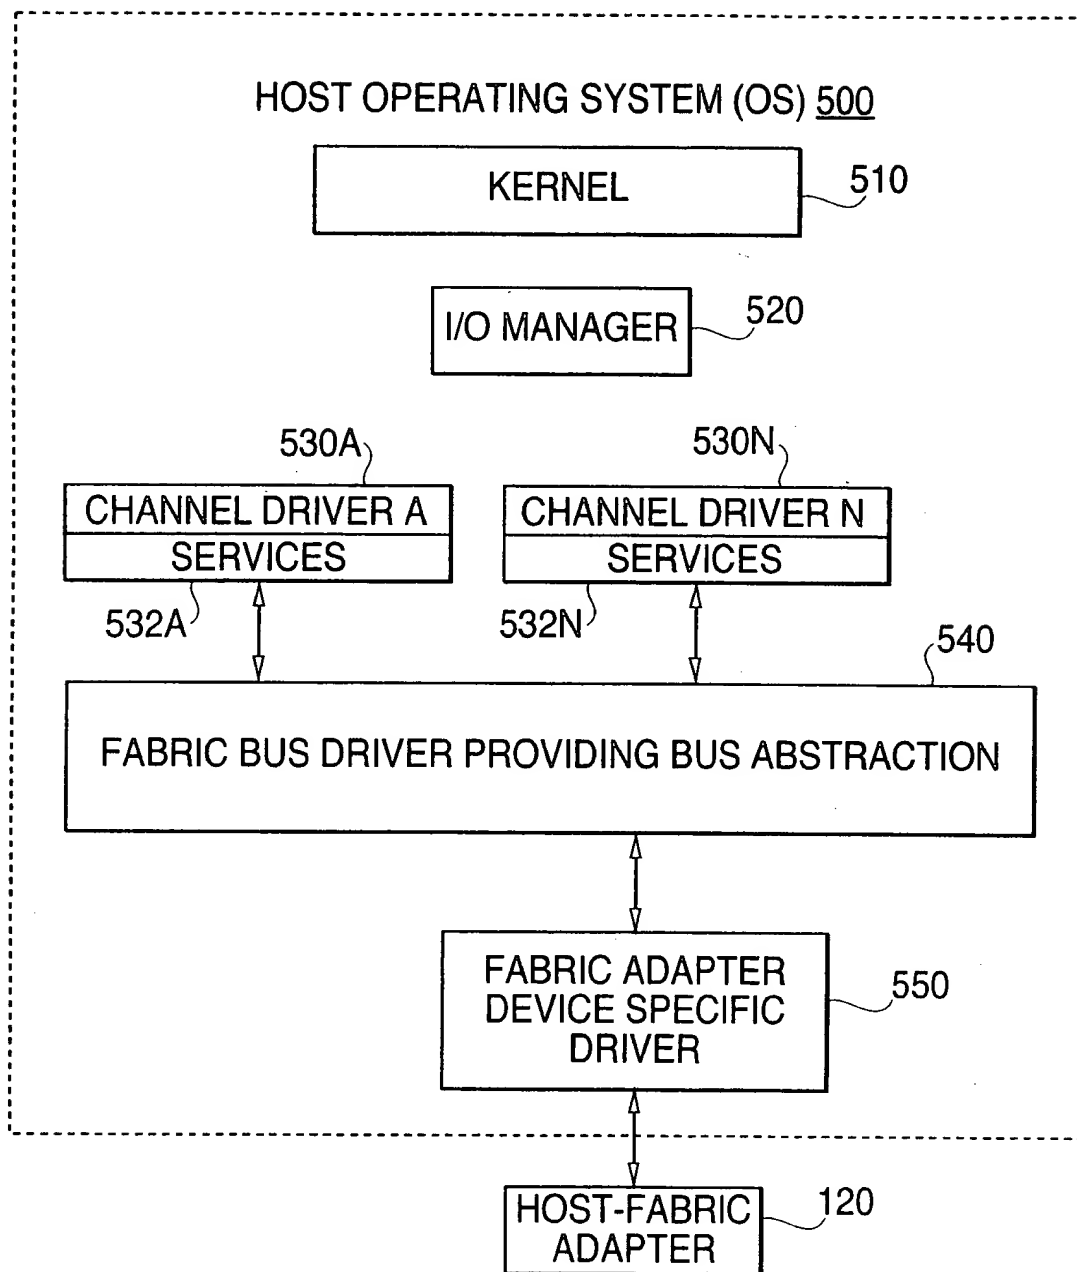 HOST OPERATING SYSTEM (OS) 500
KERNEL
510
I/O MANAGER
520
530A
530N
CHANNEL DRIVER A
SERVICES
CHANNEL DRIVER N
SERVICES
532A
532N
540
FABRIC BUS DRIVER PROVIDING BUS ABSTRACTION
FABRIC ADAPTER
DEVICE SPECIFIC
DRIVER
550
HOST-FABRIC
ADAPTER
120